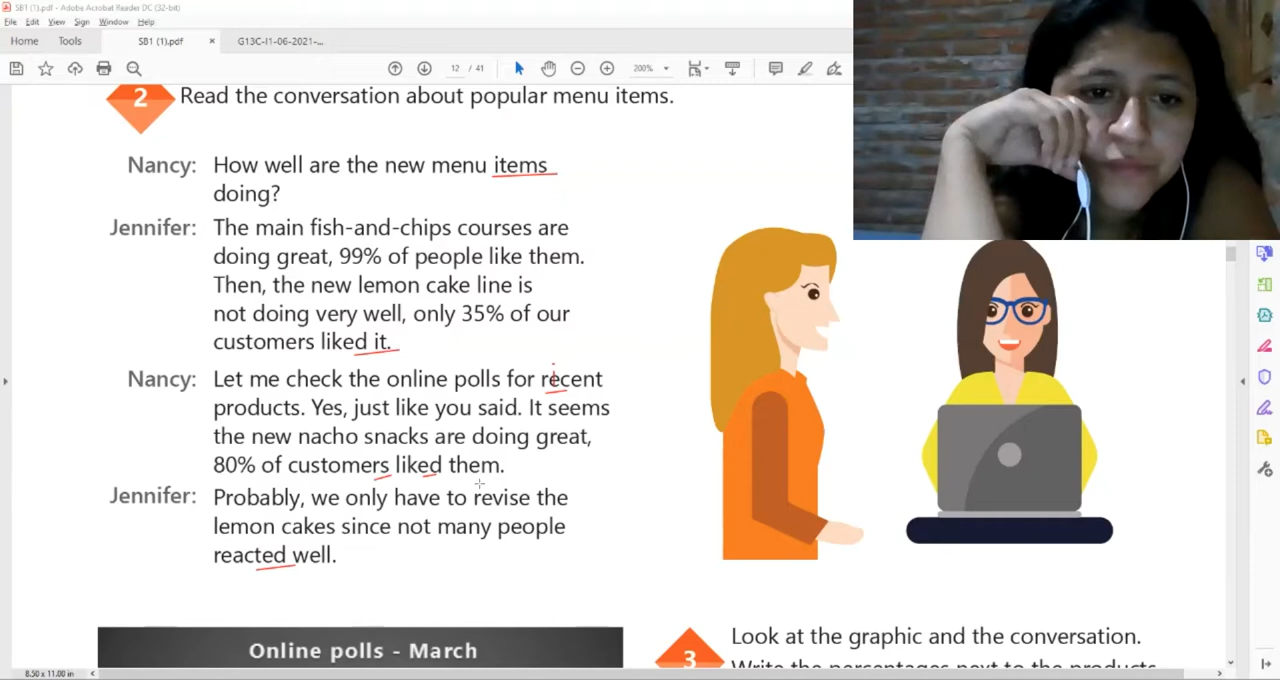 SB1 (1).pdf - Adobe Acrobat Reader DC (32-bit)
File Edit View Sign Window Help
Home Tools SB1 (1).pdf × G13C-I1-06-2021-...
12 / 41 200%
2 Read the conversation about popular menu items.
Nancy: How well are the new menu items
doing?
Jennifer: The main fish-and-chips courses are
doing great, 99% of people like them.
Then, the new lemon cake line is
not doing very well, only 35% of our
customers liked it.
Nancy: Let me check the online polls for recent
products. Yes, just like you said. It seems
the new nacho snacks are doing great,
80% of customers liked them.
Jennifer: Probably, we only have to revise the
lemon cakes since not many people
reacted well.
Online polls - March
3 Look at the graphic and the conversation.
Write the percentages next to the products
8.50 x 11.00 in